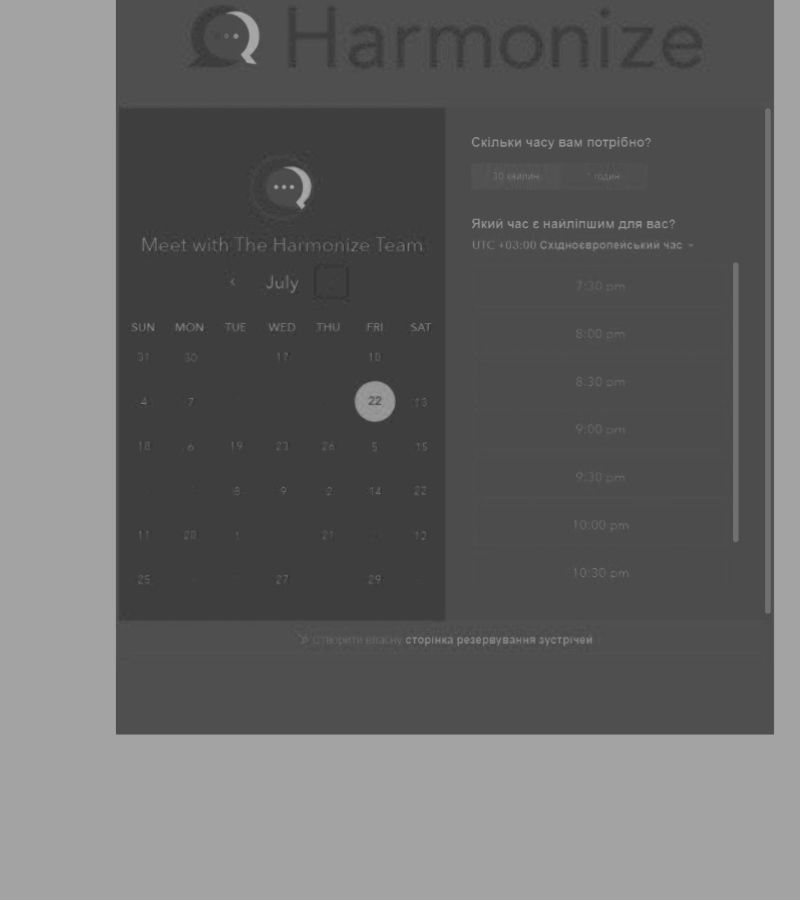 Harmonize
Meet with The Harmonize Team
‹ July
SUN MON TUE WED THU FRI SAT
31 30 17 10
4 7 22 13
18 6 19 23 26 5 15
8 9 2 14 22
11 20 1 21 12
25 27 29
Скільки часу вам потрібно?
30 хвилин 1 годин
Який час є найліпшим для вас?
UTC +03:00 Східноєвропейський час
7:30 pm
8:00 pm
8:30 pm
9:00 pm
9:30 pm
10:00 pm
10:30 pm
Створити власну сторінка резервування зустрічей